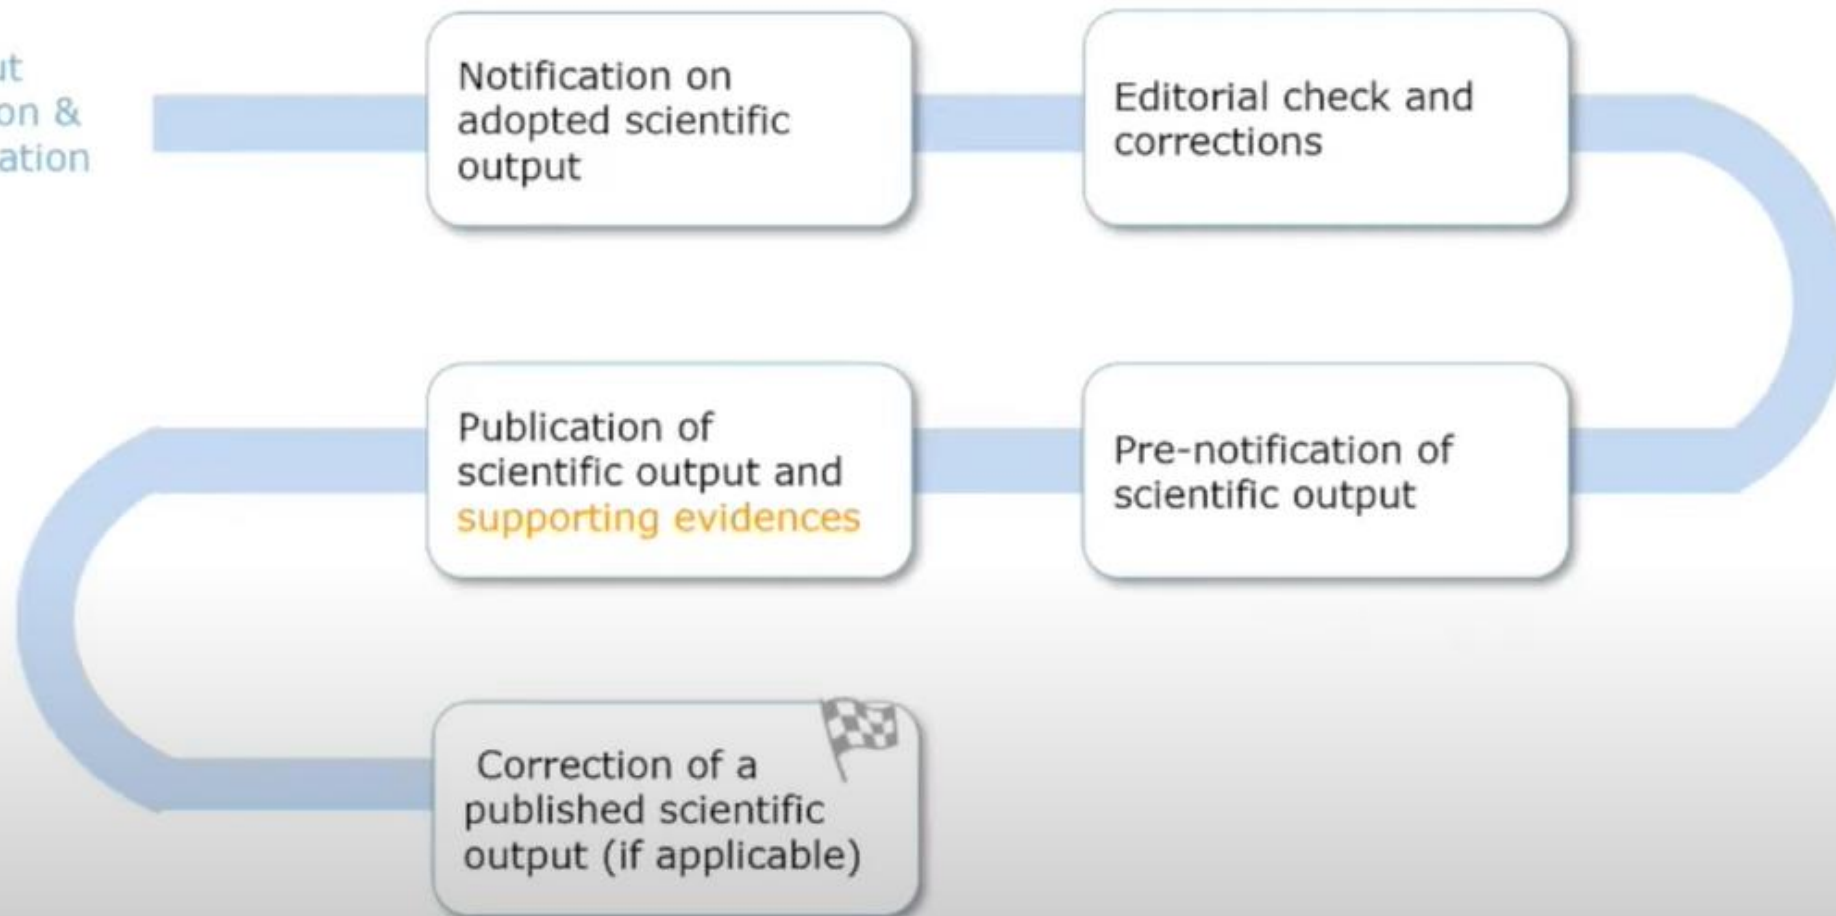 &
Notification on
adopted scientific
output
Editorial check and
corrections
Publication of
scientific output and
supporting evidences
Pre-notification of
scientific output
Correction of a
published scientific
output (if applicable)